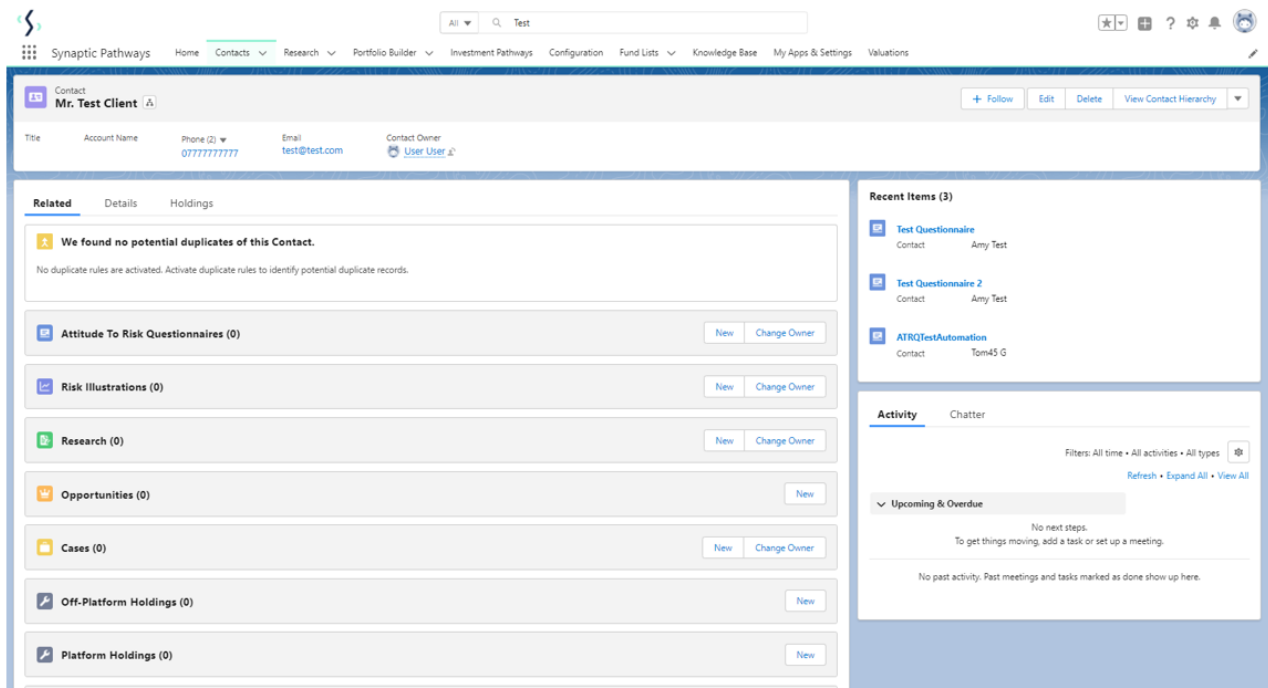 All
Test
Synaptic Pathways Home Contacts Research Portfolio Builder Investment Pathways Configuration Fund Lists Knowledge Base My Apps & Settings Valuations
Contact
Mr. Test Client
+ Follow Edit Delete View Contact Hierarchy
Title Account Name Phone (2) Email Contact Owner
07777777777 test@test.com User User
Related Details Holdings
We found no potential duplicates of this Contact.
No duplicate rules are activated. Activate duplicate rules to identify potential duplicate records.
Attitude To Risk Questionnaires (0) New Change Owner
Risk Illustrations (0) New Change Owner
Research (0) New Change Owner
Opportunities (0) New
Cases (0) New Change Owner
Off-Platform Holdings (0) New
Platform Holdings (0) New
Recent Items (3)
Test Questionnaire
Contact Amy Test
Test Questionnaire 2
Contact Amy Test
ATRQTestAutomation
Contact Tom45 G
Activity Chatter
Filters: All time • All activities • All types
Refresh • Expand All • View All
Upcoming & Overdue
No next steps.
To get things moving, add a task or set up a meeting.
No past activity. Past meetings and tasks marked as done show up here.